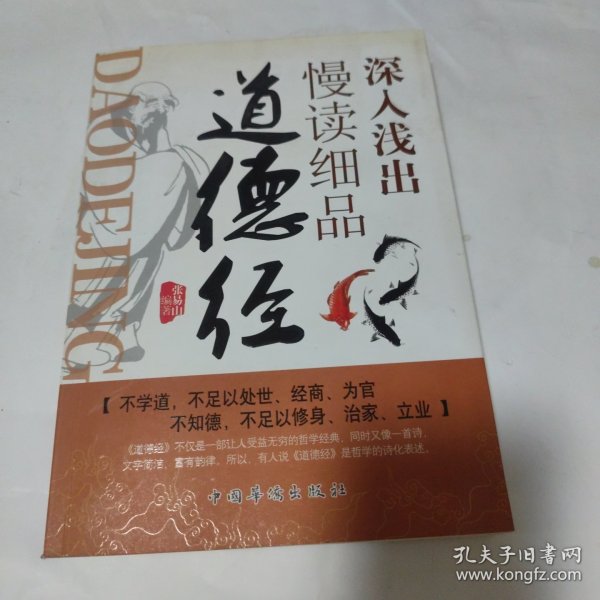 深入浅出
慢读细品
道德经
DAODEJING
张易山
编著
【不学道，不足以处世、经商、为官
不知德，不足以修身、治家、立业】
《道德经》不仅是一部让人受益无穷的哲学经典，同时又像一首诗，
文字简洁，富有韵律。所以，有人说《道德经》是哲学的诗化表述。
中国华侨出版社
孔夫子旧书网
www.kongfz.com